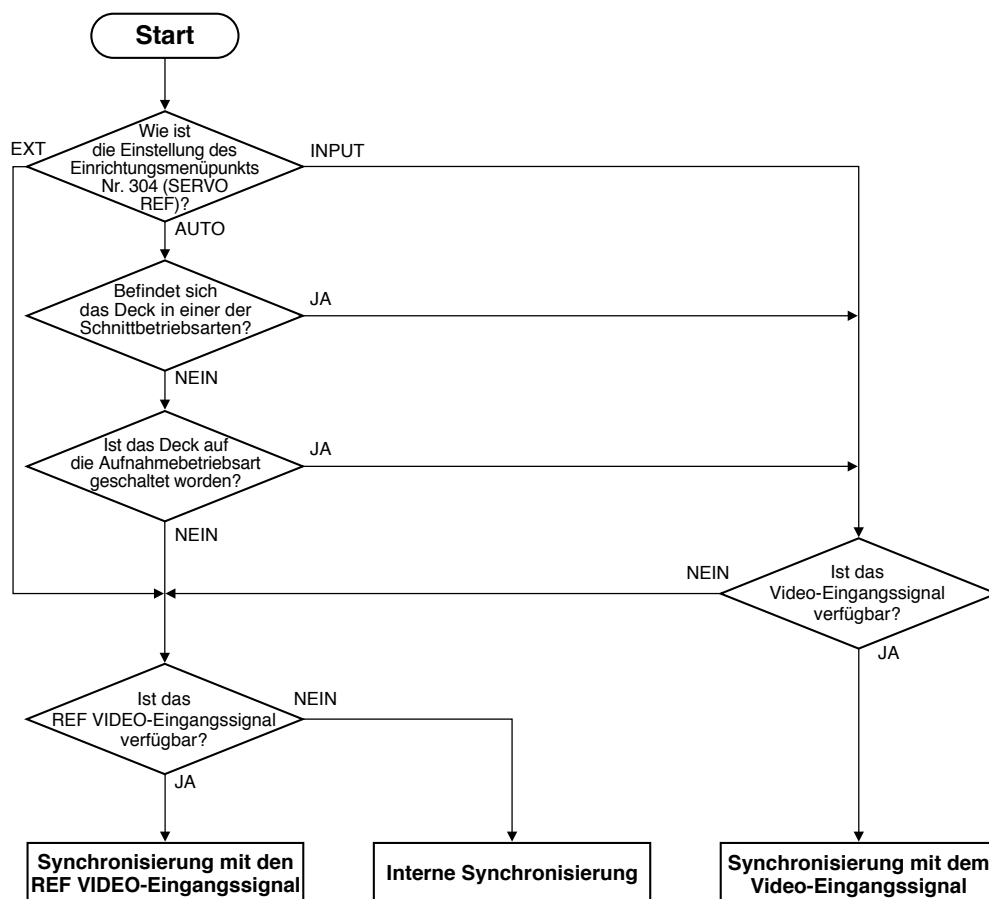 Start
Wie ist
die Einstellung des
Einrichtungsmenüpunkts
Nr. 304 (SERVO
REF)?
EXT
INPUT
AUTO
Befindet sich
das Deck in einer der
Schnittbetriebsarten?
JA
NEIN
Ist das Deck auf
die Aufnahmebetriebsart
geschaltet worden?
JA
NEIN
Ist das
Video-Eingangssignal
verfügbar?
NEIN
JA
Ist das
REF VIDEO-Eingangssignal
verfügbar?
NEIN
JA
Synchronisierung mit den
REF VIDEO-Eingangssignal
Interne Synchronisierung
Synchronisierung mit dem
Video-Eingangssignal